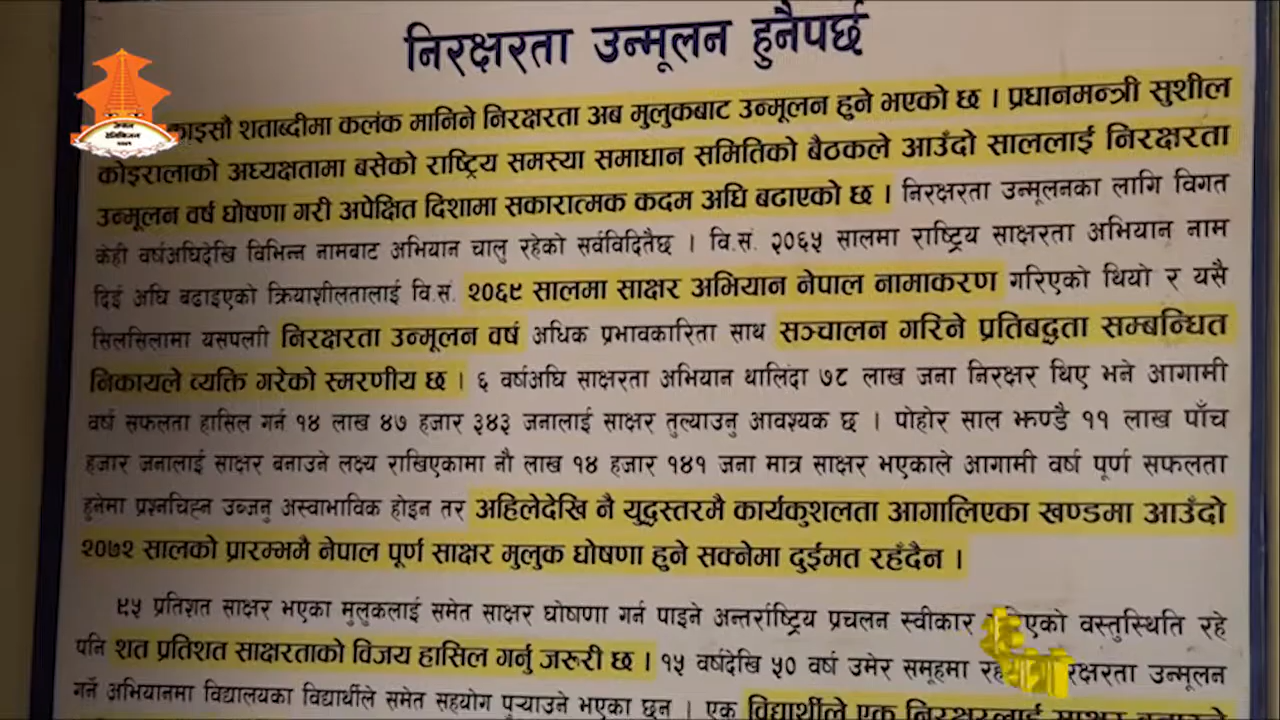 निरक्षरता उन्मूलन हुनैपर्छ
शताब्दीमा कलंक मानिने निरक्षरता अब मुलुकबाट उन्मूलन हुने भएको छ । प्रधानमन्त्री सुशील
कोइरालाको अध्यक्षतामा बसेको राष्ट्रिय समस्या समाधान समितिको बैठकले आउँदो साललाई निरक्षरता
उन्मूलन वर्ष घोषणा गरी अपेक्षित दिशामा सकारात्मक कदम अघि बढाएको छ । निरक्षरता उन्मूलनका लागि विगत
केही वर्षअघिदेखि विभिन्न नामबाट अभियान चालु रहेको सर्वविदितैछ । वि.सं. २०६५ सालमा राष्ट्रिय साक्षरता अभियान नाम
दिई अघि बढाइएको क्रियाशीलतालाई वि.सं. २०६९ सालमा साक्षर अभियान नेपाल नामाकरण गरिएको थियो र यसै
सिलसिलामा यसपाली निरक्षरता उन्मूलन वर्ष अधिक प्रभावकारिता साथ सञ्चालन गरिने प्रतिबद्धता सम्बन्धित
निकायले व्यक्ति गरेको स्मरणीय छ । ६ वर्षअघि साक्षरता अभियान थालिंदा ७८ लाख जना निरक्षर थिए भने आगामी
वर्ष सफलता हासिल गर्न १४ लाख ४७ हजार ३४३ जनालाई साक्षर तुल्याउनु आवश्यक छ । पोहोर साल झण्डै ११ लाख पाँच
हजार जनालाई साक्षर बनाउने लक्ष्य राखिएकामा नौ लाख १४ हजार १४१ जना मात्र साक्षर भएकाले आगामी वर्ष पूर्ण सफलता
हुनेमा प्रश्नचिह्न उब्जनु अस्वाभाविक होइन तर अहिलेदेखि नै युद्धस्तरमै कार्यकुशलता आगालिएका खण्डमा आउँदो
२०७२ सालको प्रारम्भमै नेपाल पूर्ण साक्षर मुलुक घोषणा हुने सक्नेमा दुईमत रहँदैन ।
९५ प्रतिशत साक्षर भएका मुलुकलाई समेत साक्षर घोषणा गर्न पाइने अन्तर्राष्ट्रिय प्रचलन स्वीकार वस्तुस्थिति रहे
पनि शत प्रतिशत साक्षरताको विजय हासिल गर्नु जरूरी छ । १५ वर्षदेखि ५० वर्ष उमेर समूहमा उन्मूलन
गर्ने अभियानमा विद्यालयका विद्यार्थीले समेत सहयोग पुऱ्याउने भएका छन् । एक विद्यार्थीले एक निरक्षरलाई